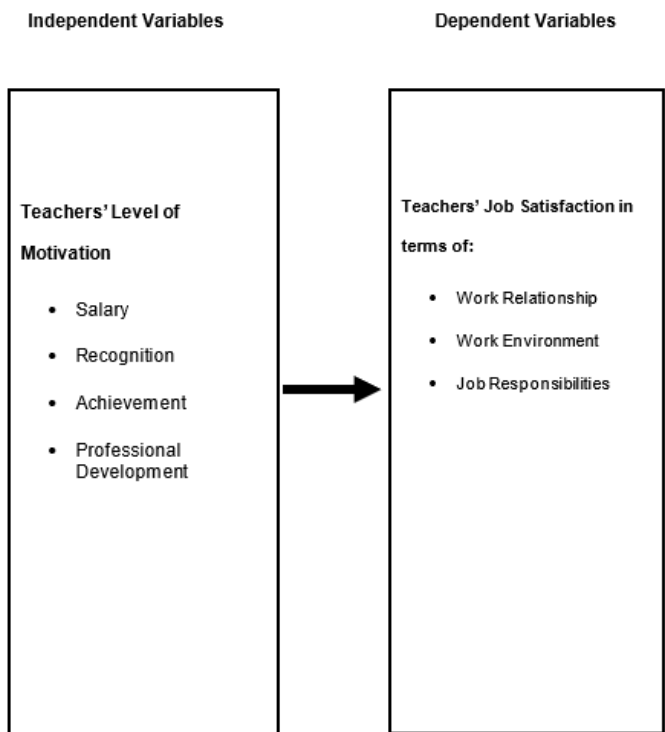 Independent Variables
Dependent Variables
Teachers' Level of
Motivation
• Salary
• Recognition
• Achievement
• Professional
Development
Teachers' Job Satisfaction in
terms of:
• Work Relationship
• Work Environment
• Job Responsibilities